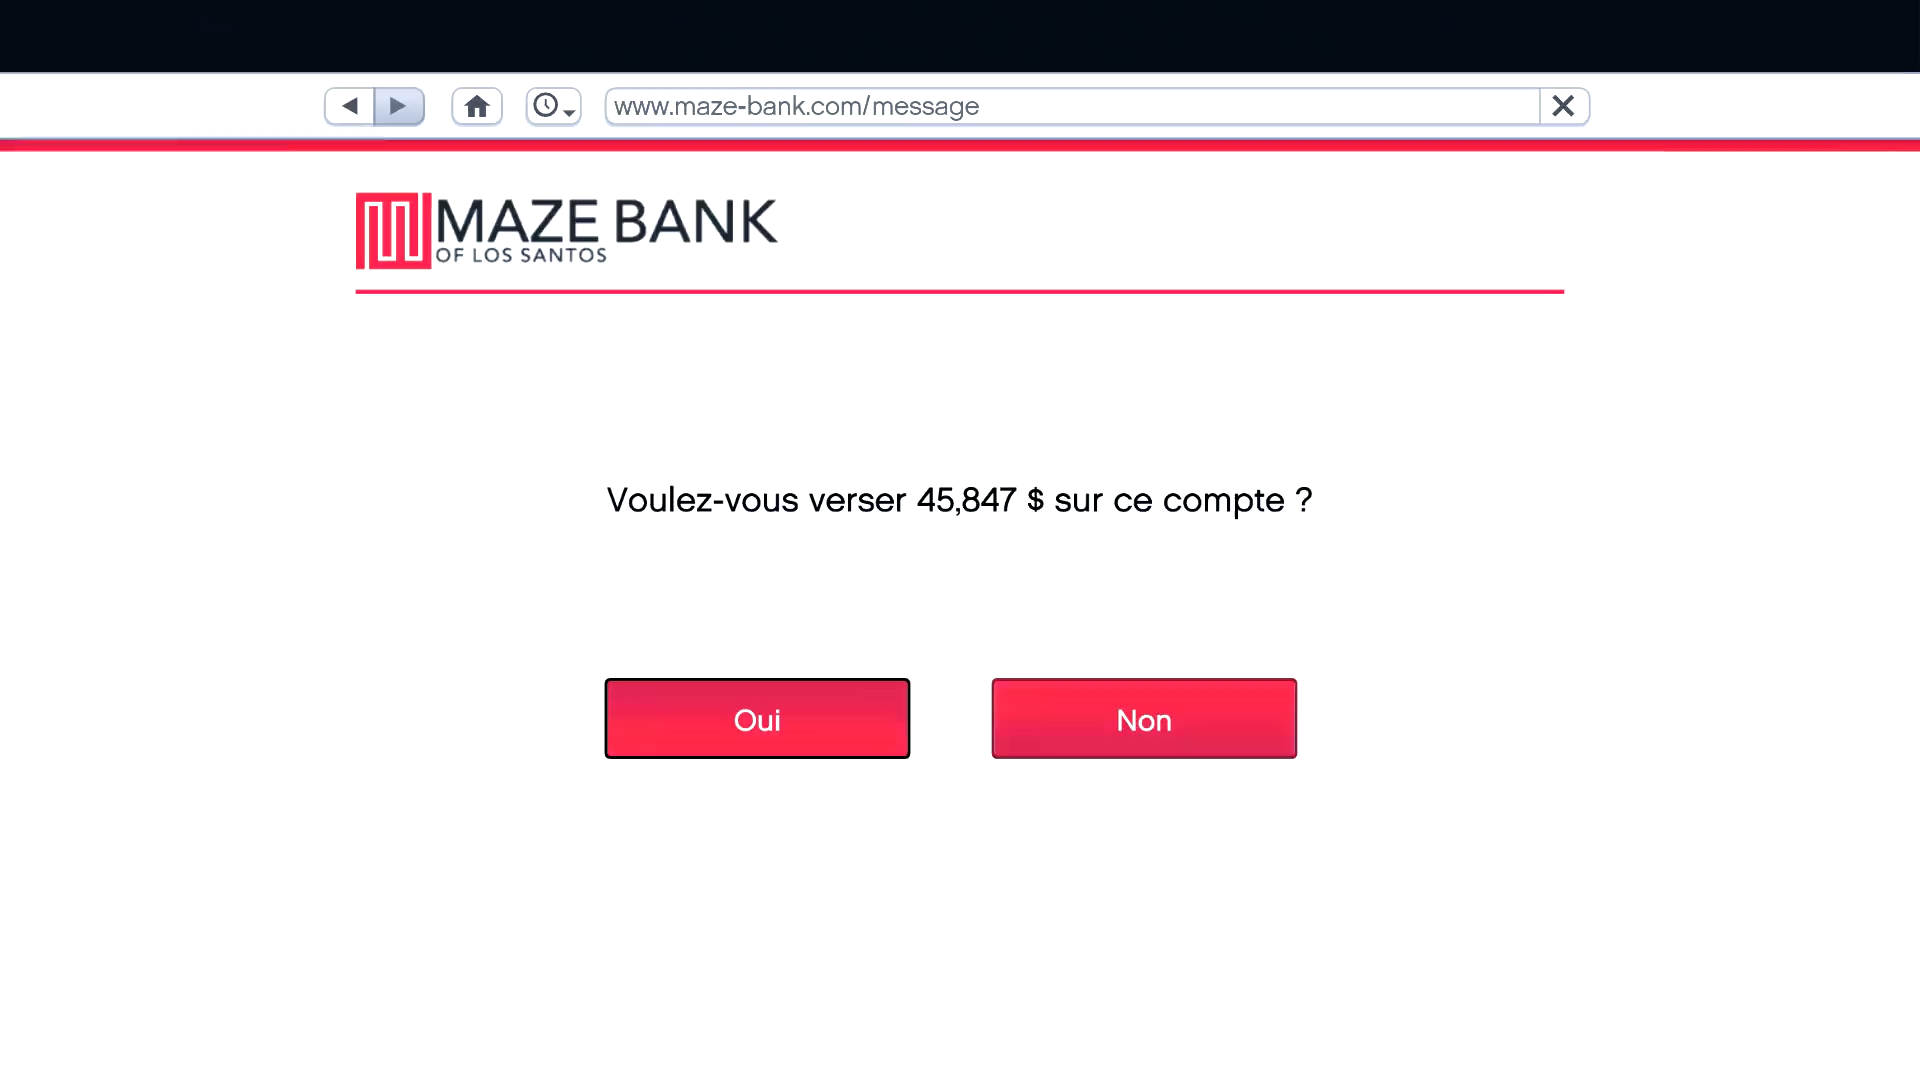 www.maze-bank.com/message
MAZE BANK
OF LOS SANTOS
Voulez-vous verser 45,847 $ sur ce compte ?
Oui
Non